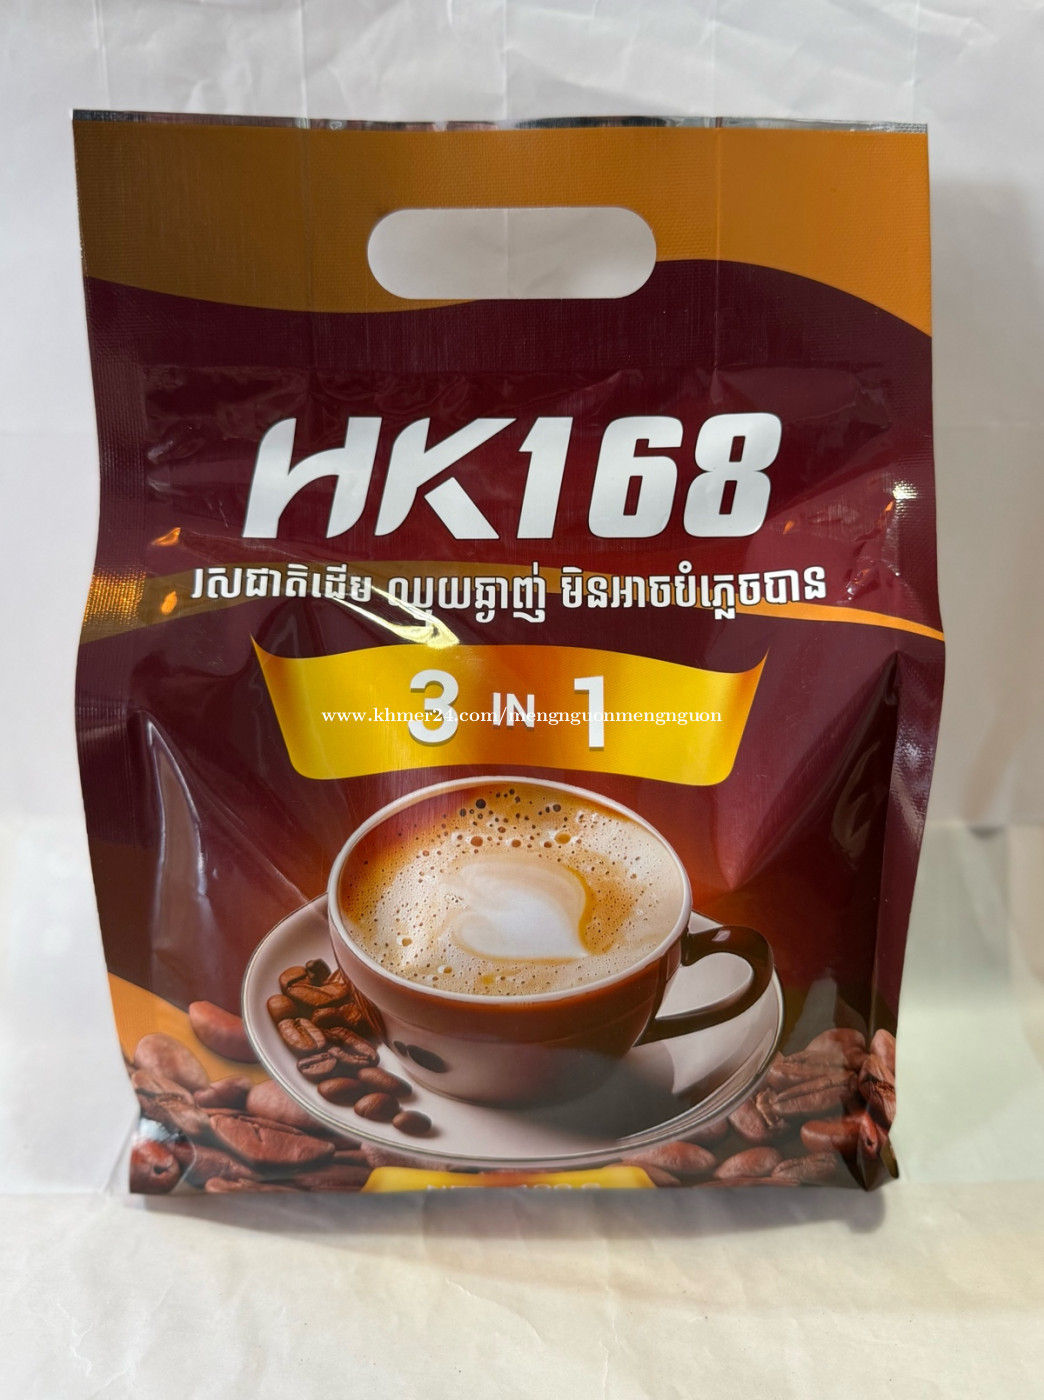 HK168
រសជាតិដើម ឈ្ងុយឆ្ងាញ់ មិនអាចបំភ្លេចបាន
3 IN 1
www.khmer24.com/mengnguonmengnguon